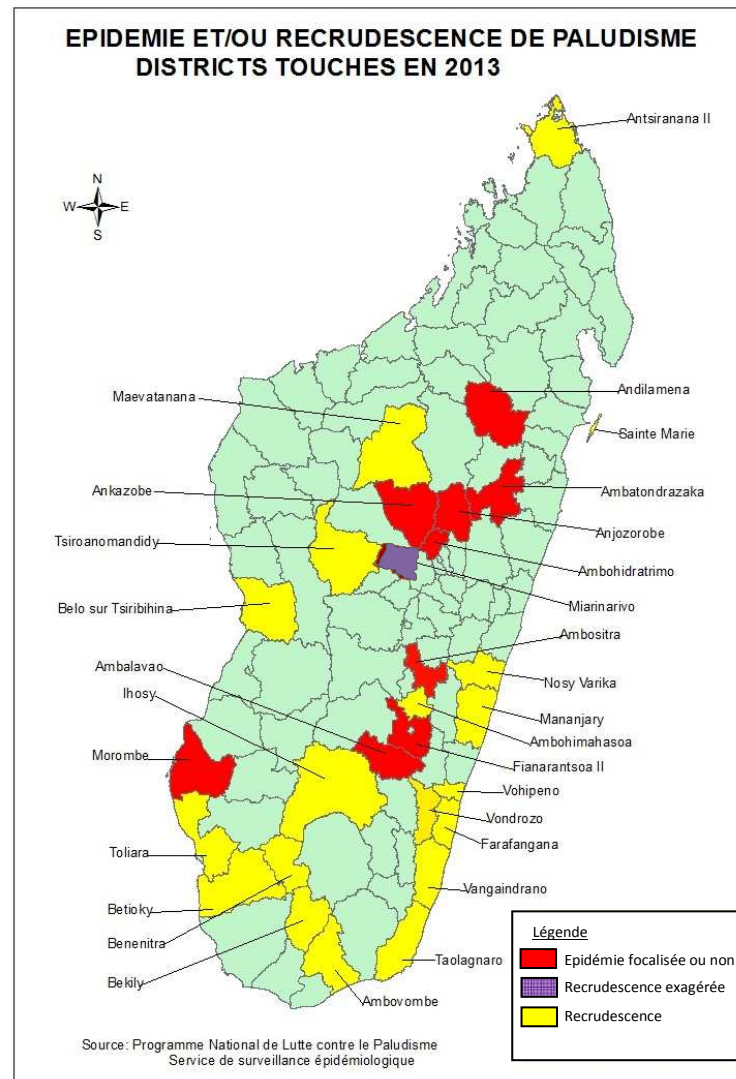 EPIDEMIE ET/OU RECRUDESCENCE DE PALUDISME
DISTRICTS TOUCHES EN 2013
Antsiranana II
N
W
E
S
Maevatanana
Andilamena
Sainte Marie
Ankazobe
Ambatondrazaka
Anjozorobe
Tsiroanomandidy
Ambohidratrimo
Belo sur Tsiribihina
Miarinarivo
Ambositra
Ambalavao
Ihosy
Nosy Varika
Mananjary
Ambohimahasoa
Morombe
Fianarantsoa II
Vohipeno
Vondrozo
Farafangana
Toliara
Vangaindrano
Betioky
Benenitra
Bekily
Taolagnaro
Ambovombe
Légende
Epidémie focalisée ou non
Recrudescence exagérée
Recrudescence
Source: Programme National de Lutte contre le Paludisme
Service de surveillance épidémiologique